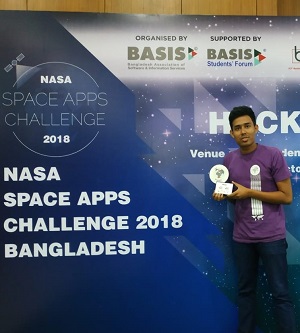 ORGANISED BY
BASIS
Bangladesh Association of
Software & Information Services
SUPPORTED BY
BASIS
Students' Forum
b
NASA
SPACE APPS
CHALLENGE
2018
HACK
Venue
NASA
SPACE APPS
CHALLENGE 2018
BANGLADESH